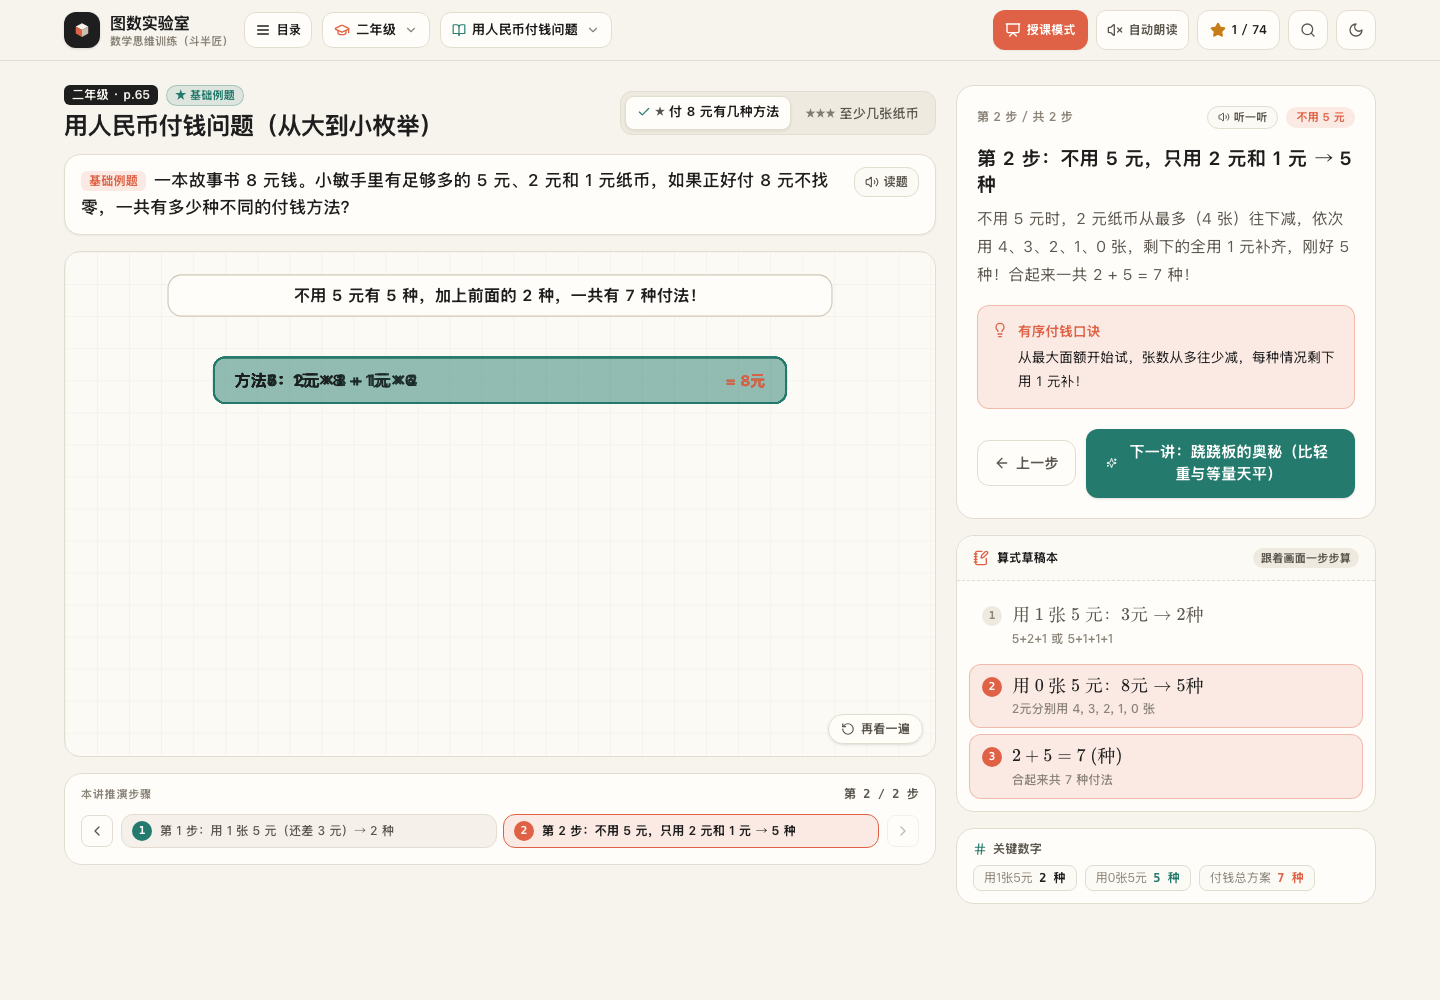 图数实验室
数学思维训练（斗半匠）
目录
二年级
用人民币付钱问题
授课模式
自动朗读
1 / 74
二年级 · p.65
★ 基础例题
用人民币付钱问题（从大到小枚举）
★ 付 8 元有几种方法
★★★ 至少几张纸币
基础例题 一本故事书 8 元钱。小敏手里有足够多的 5 元、2 元和 1 元纸币，如果正好付 8 元不找
零，一共有多少种不同的付钱方法?
读题
不用 5 元有 5 种，加上前面的 2 种，一共有 7 种付法!
方法
= 8元
再看一遍
本讲推演步骤
第 2 / 2 步
1 第 1 步：用 1 张 5 元（还差 3 元）→ 2 种
2 第 2 步：不用 5 元，只用 2 元和 1 元 → 5 种
第 2 步 / 共 2 步
听一听
不用 5 元
第 2 步：不用 5 元，只用 2 元和 1 元 → 5
种
不用 5 元时，2 元纸币从最多（4 张）往下减，依次
用 4、3、2、1、0 张，剩下的全用 1 元补齐，刚好 5
种! 合起来一共 2 + 5 = 7 种!
有序付钱口诀
从最大面额开始试，张数从多往少减，每种情况剩下
用 1 元补!
上一步
下一讲：跷跷板的奥秘（比轻
重与等量天平）
算式草稿本
跟着画面一步步算
1 用 1 张 5 元：3元 → 2种
5+2+1 或 5+1+1+1
2 用 0 张 5 元：8元 → 5种
2元分别用 4, 3, 2, 1, 0 张
3 2 + 5 = 7 (种)
合起来共 7 种付法
关键数字
用1张5元 2 种
用0张5元 5 种
付钱总方案 7 种